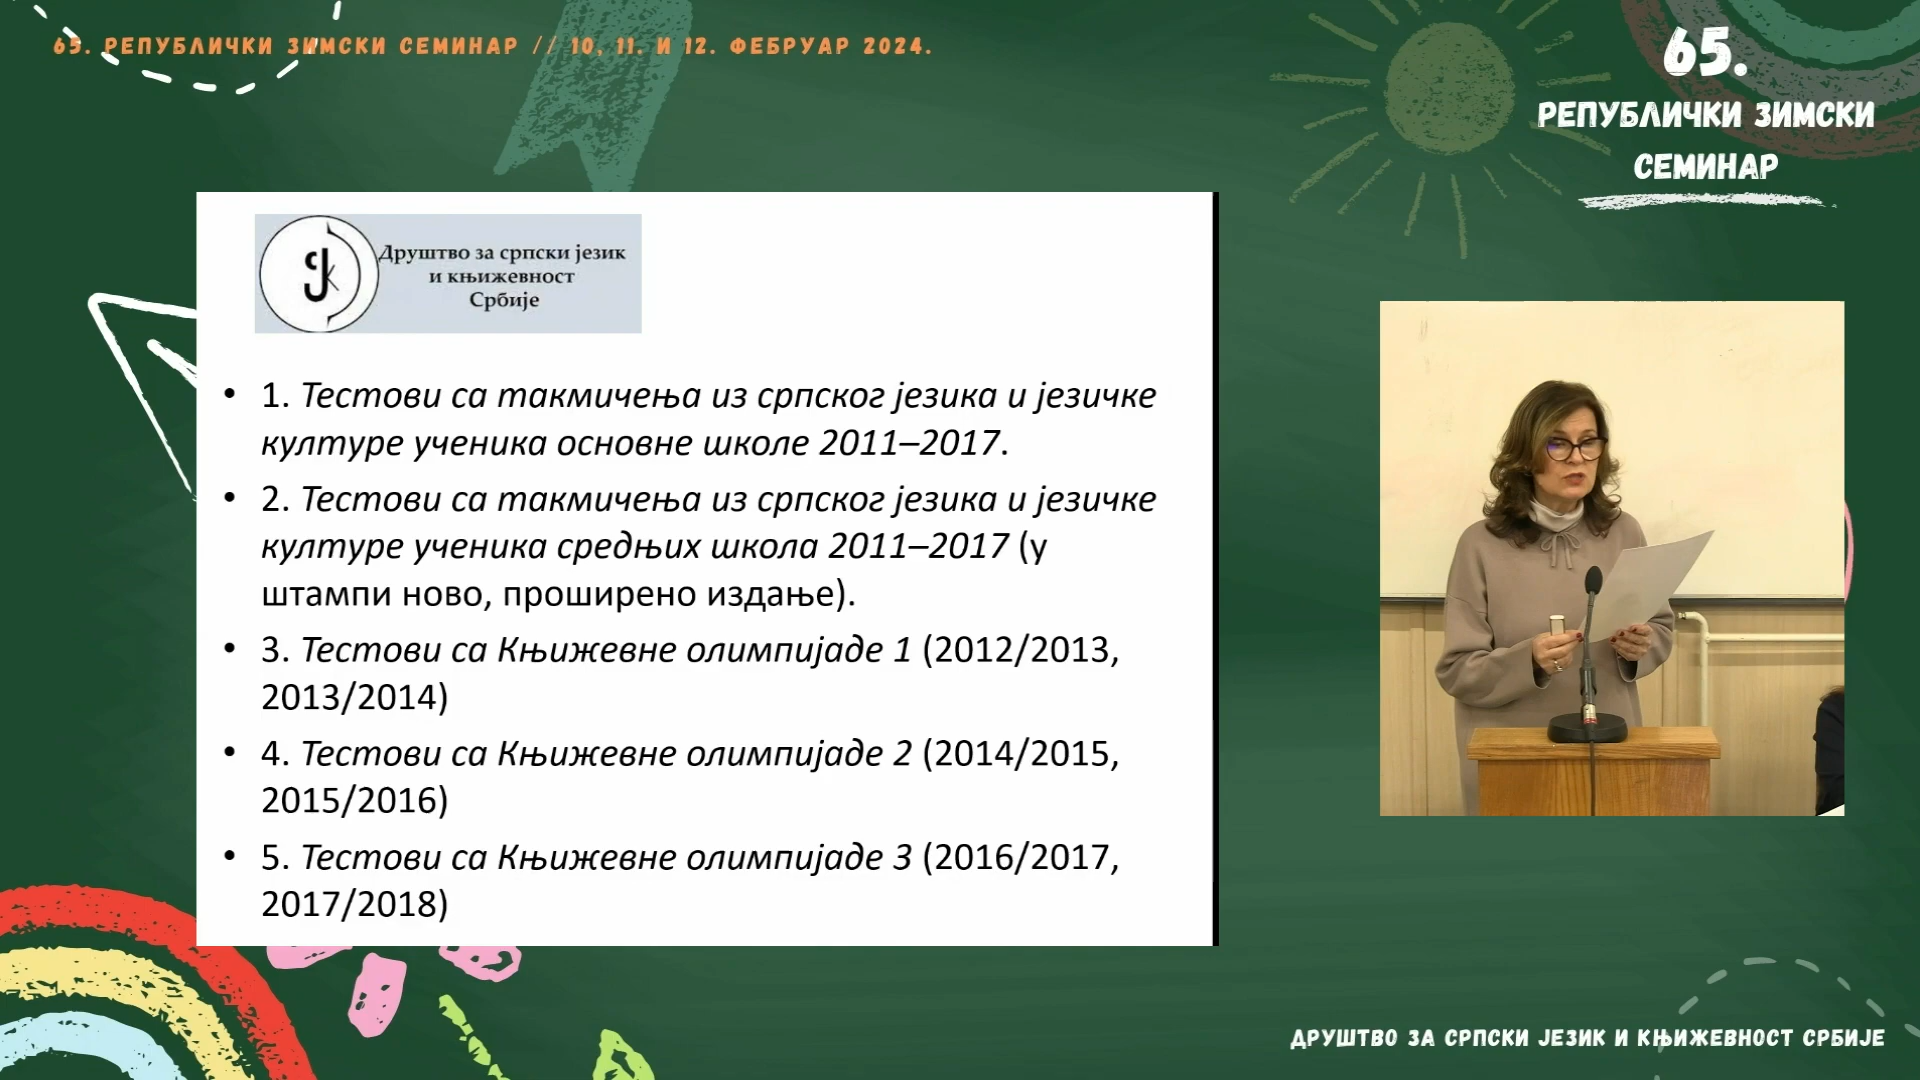 65. РЕПУБЛИЧКИ ЗИМСКИ СЕМИНАР // 10, 11. И 12. ФЕБРУАР 2024.
65.
РЕПУБЛИЧКИ ЗИМСКИ
СЕМИНАР
Друштво за српски језик
и књижевност
Србије
• 1. Тестови са такмичења из српског језика и језичке
културе ученика основне школе 2011–2017.
• 2. Тестови са такмичења из српског језика и језичке
културе ученика средњих школа 2011–2017 (у
штампи ново, проширено издање).
• 3. Тестови са Књижевне олимпијаде 1 (2012/2013,
2013/2014)
• 4. Тестови са Књижевне олимпијаде 2 (2014/2015,
2015/2016)
• 5. Тестови са Књижевне олимпијаде 3 (2016/2017,
2017/2018)
ДРУШТВО ЗА СРПСКИ ЈЕЗИК И КЊИЖЕВНОСТ СРБИЈЕ